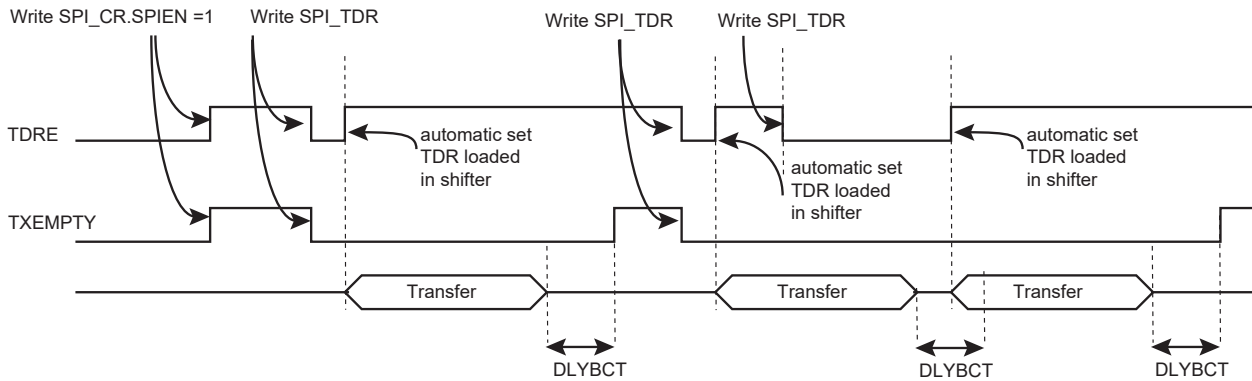 Write SPI_CR.SPIEN =1
Write SPI_TDR
Write SPI_TDR
Write SPI_TDR
TDRE
automatic set
TDR loaded
in shifter
automatic set
TDR loaded
in shifter
automatic set
TDR loaded
in shifter
TXEMPTY
Transfer
Transfer
Transfer
DLYBCT
DLYBCT
DLYBCT